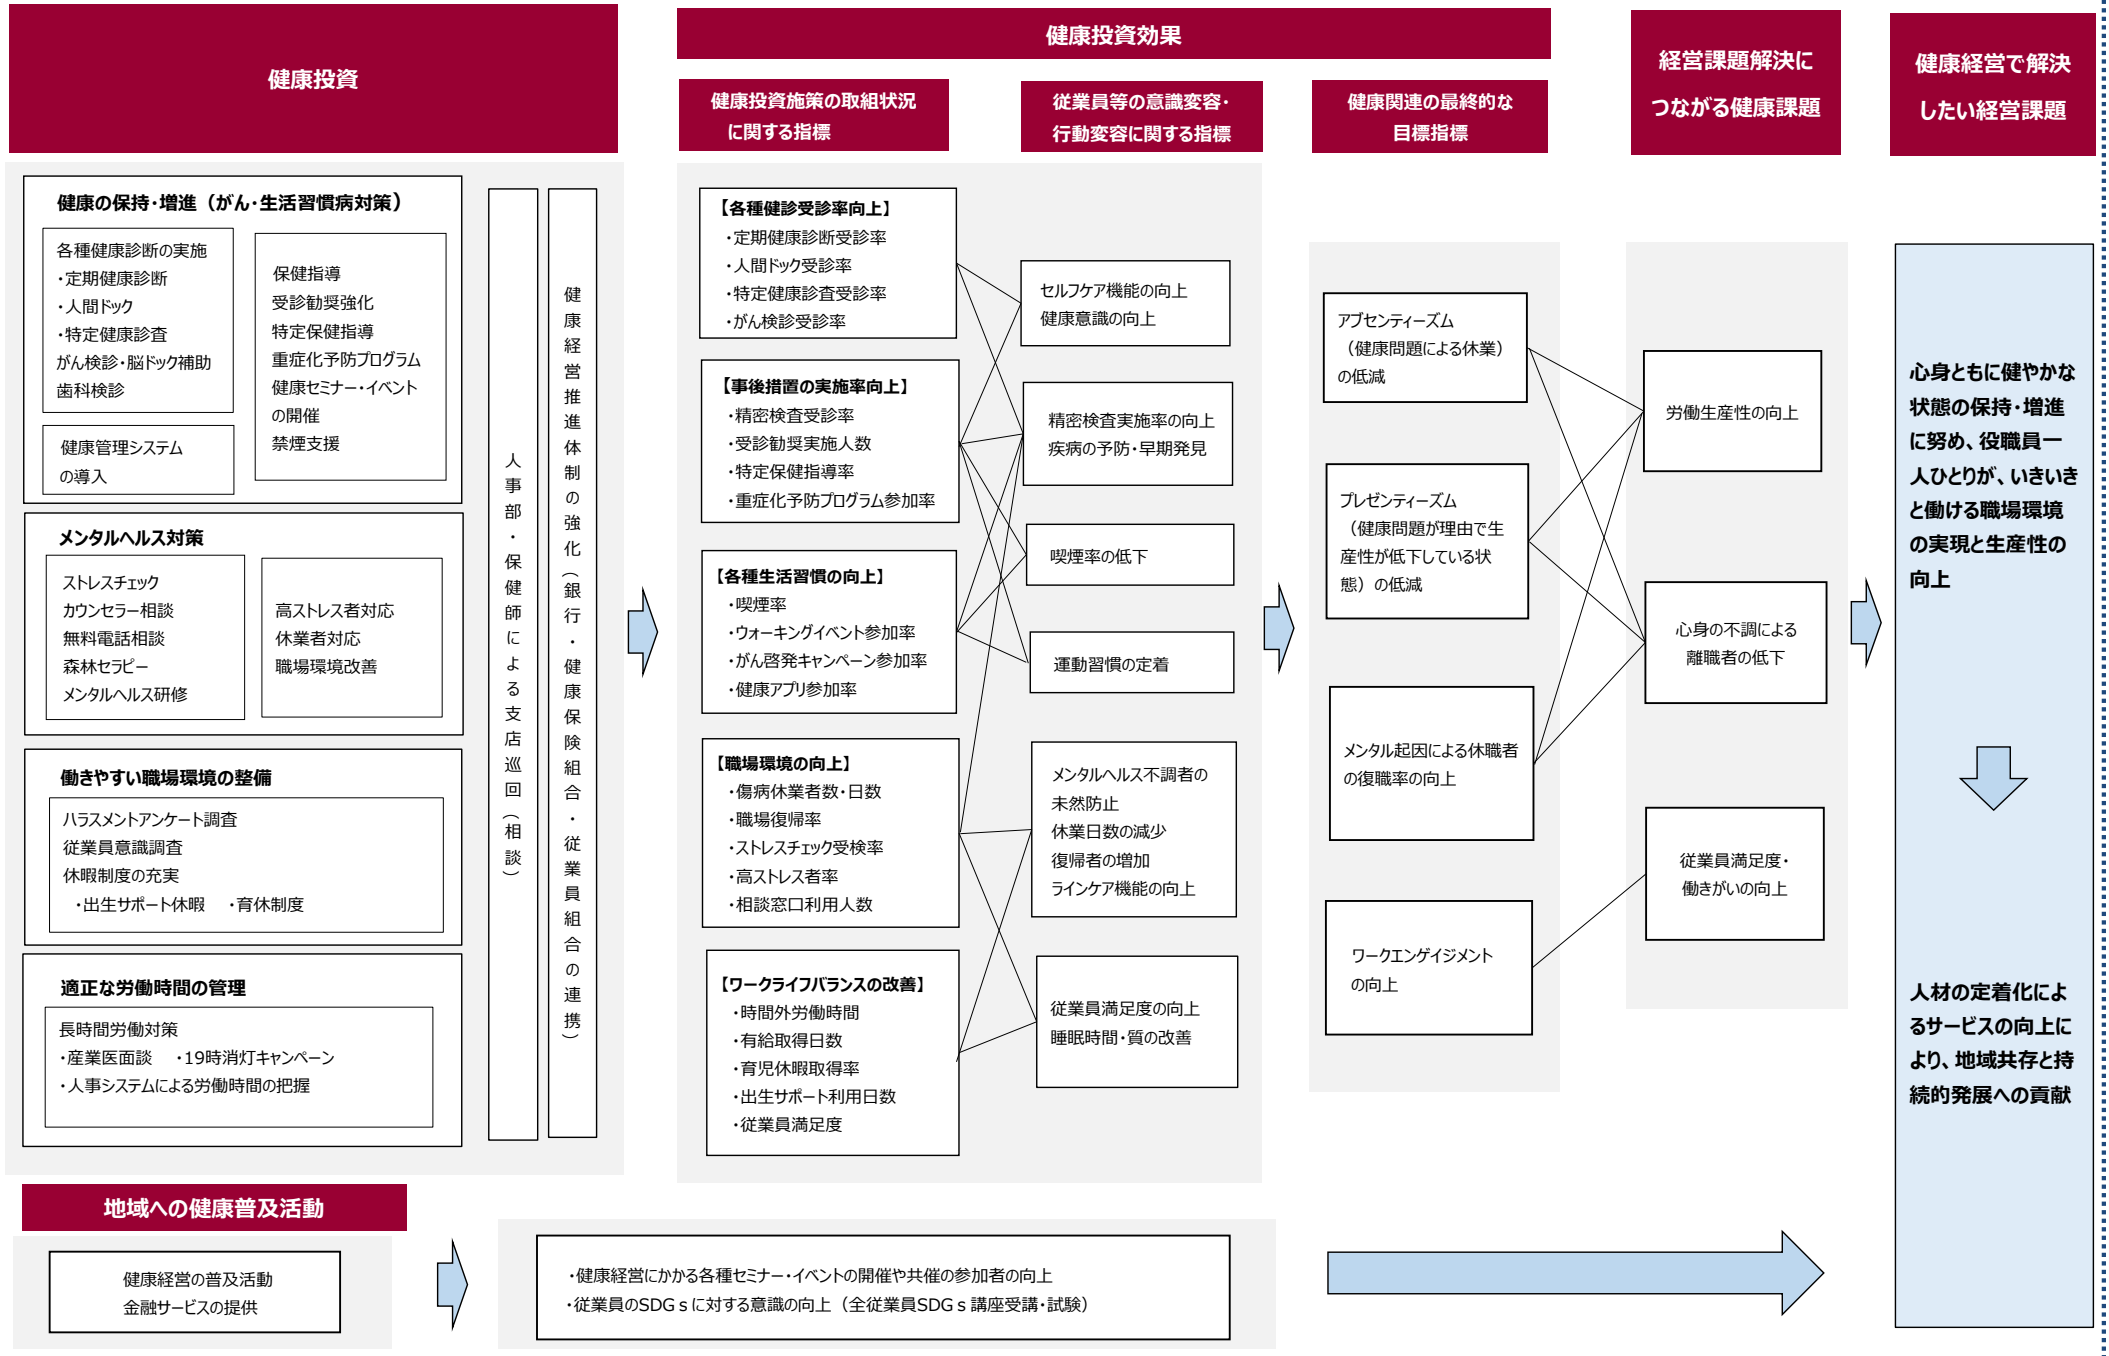 健康投資
健康投資効果
健康投資施策の取組状況
に関する指標
従業員等の意識変容・
行動変容に関する指標
健康関連の最終的な
目標指標
経営課題解決に
つながる健康課題
健康経営で解決
したい経営課題
健康の保持・増進（がん・生活習慣病対策）
各種健康診断の実施
・定期健康診断
・人間ドック
・特定健康診査
がん検診・脳ドック補助
歯科検診
健康管理システム
の導入
保健指導
受診勧奨強化
特定保健指導
重症化予防プログラム
健康セミナー・イベント
の開催
禁煙支援
メンタルヘルス対策
ストレスチェック
カウンセラー相談
無料電話相談
森林セラピー
メンタルヘルス研修
高ストレス者対応
休業者対応
職場環境改善
働きやすい職場環境の整備
ハラスメントアンケート調査
従業員意識調査
休暇制度の充実
・出生サポート休暇　・育休制度
適正な労働時間の管理
長時間労働対策
・産業医面談　・19時消灯キャンペーン
・人事システムによる労働時間の把握
人事部・保健師による支店巡回（相談）
健康経営推進体制の強化（銀行・健康保険組合・従業員組合の連携）
【各種健診受診率向上】
・定期健康診断受診率
・人間ドック受診率
・特定健康診査受診率
・がん検診受診率
【事後措置の実施率向上】
・精密検査受診率
・受診勧奨実施人数
・特定保健指導率
・重症化予防プログラム参加率
【各種生活習慣の向上】
・喫煙率
・ウォーキングイベント参加率
・がん啓発キャンペーン参加率
・健康アプリ参加率
【職場環境の向上】
・傷病休業者数・日数
・職場復帰率
・ストレスチェック受検率
・高ストレス者率
・相談窓口利用人数
【ワークライフバランスの改善】
・時間外労働時間
・有給取得日数
・育児休暇取得率
・出生サポート利用日数
・従業員満足度
セルフケア機能の向上
健康意識の向上
精密検査実施率の向上
疾病の予防・早期発見
喫煙率の低下
運動習慣の定着
メンタルヘルス不調者の
未然防止
休業日数の減少
復帰者の増加
ラインケア機能の向上
従業員満足度の向上
睡眠時間・質の改善
アブセンティーズム
（健康問題による休業）
の低減
プレゼンティーズム
（健康問題が理由で生
産性が低下している状
態）の低減
メンタル起因による休職者
の復職率の向上
ワークエンゲイジメント
の向上
労働生産性の向上
心身の不調による
離職者の低下
従業員満足度・
働きがいの向上
心身ともに健やかな
状態の保持・増進
に努め、役職員一
人ひとりが、いきいき
と働ける職場環境
の実現と生産性の
向上
人材の定着化によ
るサービスの向上に
より、地域共存と持
続的発展への貢献
地域への健康普及活動
健康経営の普及活動
金融サービスの提供
・健康経営にかかる各種セミナー・イベントの開催や共催の参加者の向上
・従業員のSDGｓに対する意識の向上（全従業員SDGｓ講座受講・試験）